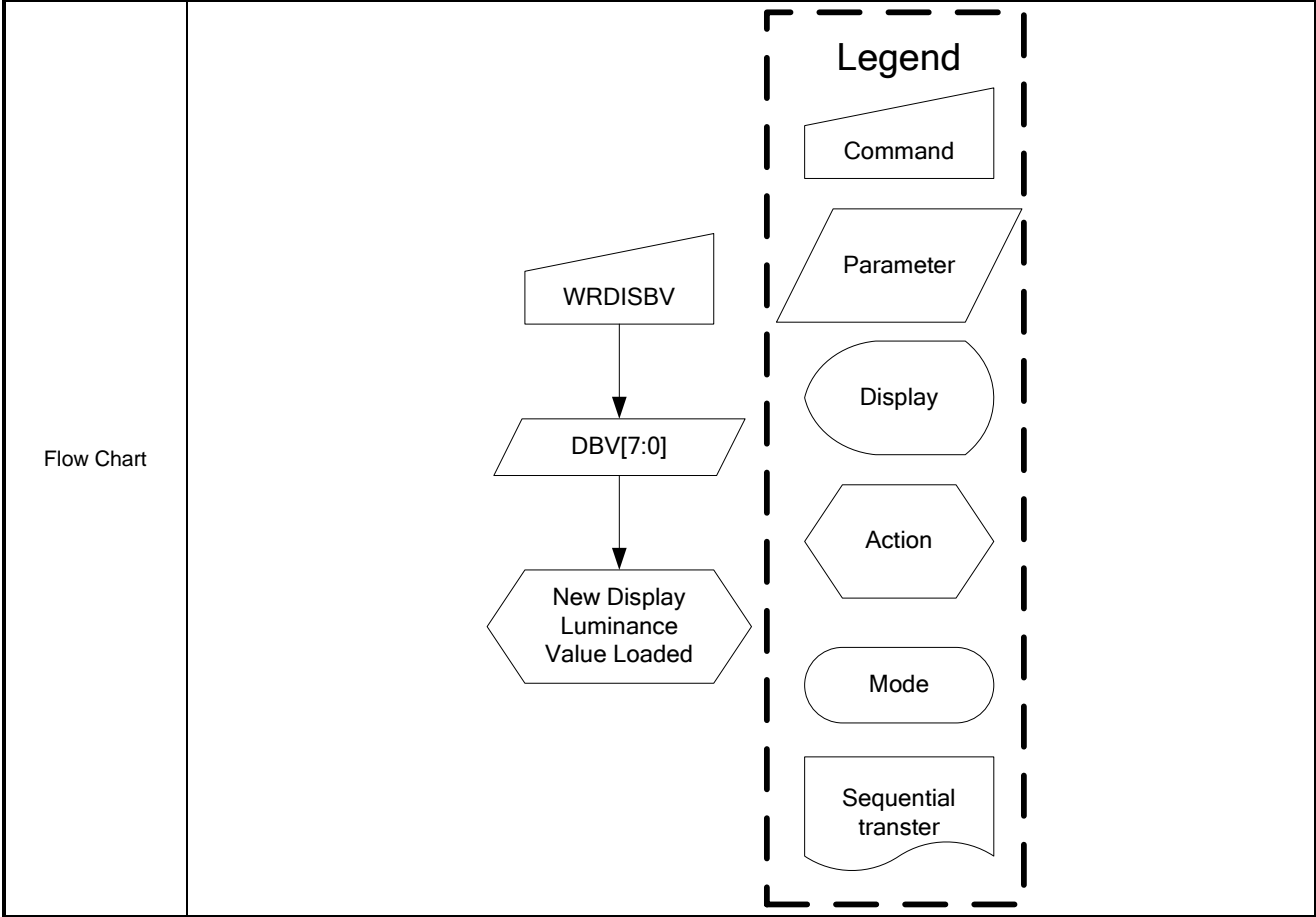 Flow Chart
WRDISBV
DBV[7:0]
New Display
Luminance
Value Loaded
Legend
Command
Parameter
Display
Action
Mode
Sequential
transter